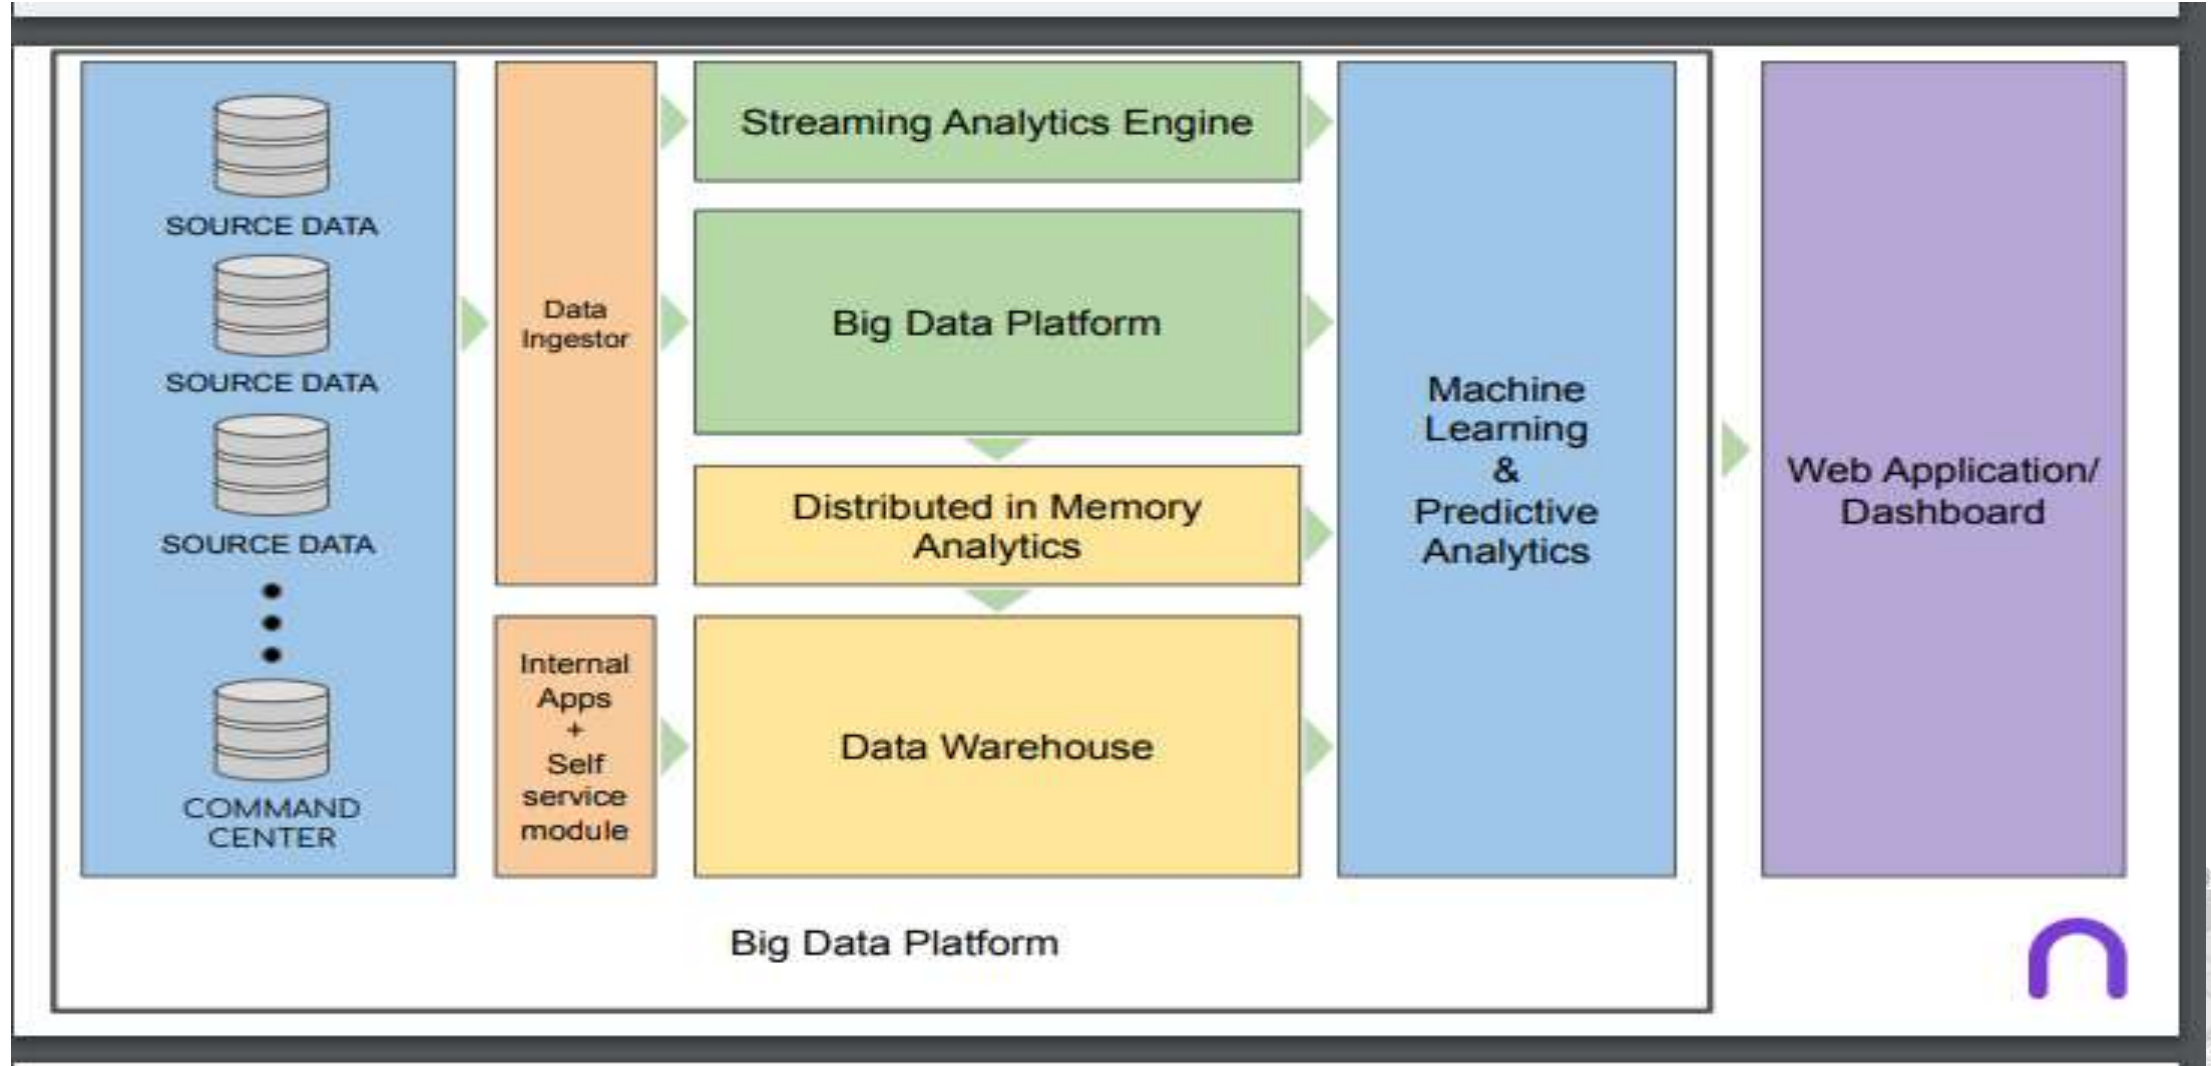 SOURCE DATA
SOURCE DATA
SOURCE DATA
COMMAND
CENTER
Data
Ingestor
Internal
Apps
+
Self
service
module
Streaming Analytics Engine
Big Data Platform
Distributed in Memory
Analytics
Data Warehouse
Machine
Learning
&
Predictive
Analytics
Web Application/
Dashboard
Big Data Platform